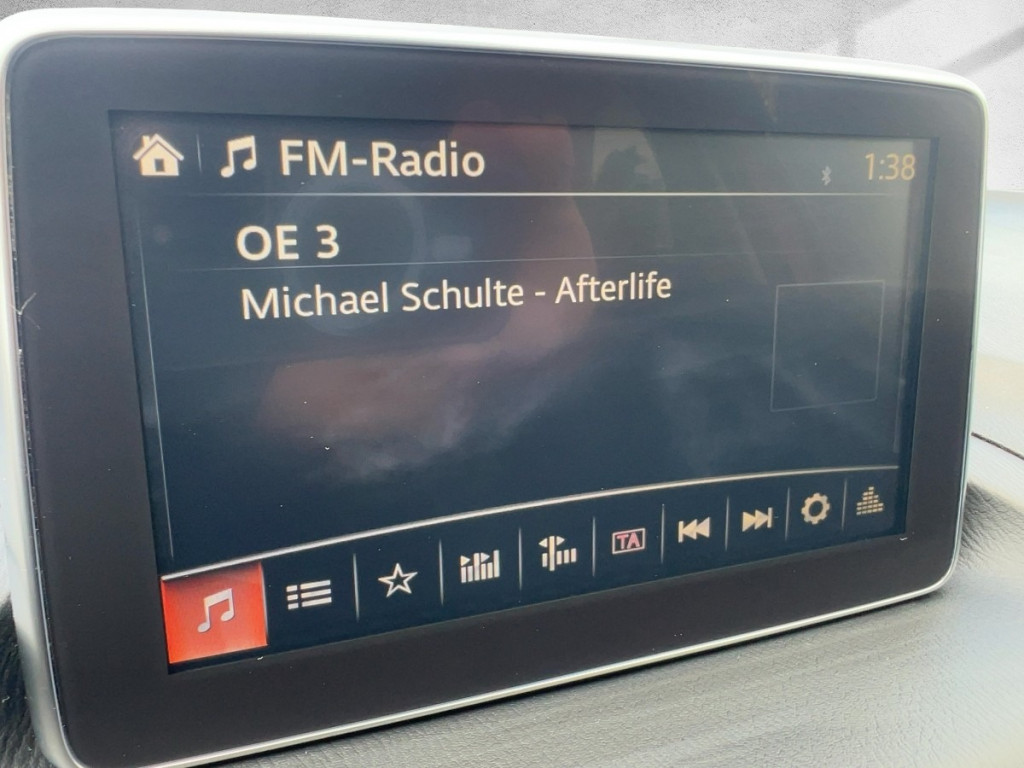 FM-Radio 1:38
OE 3
Michael Schulte - Afterlife
TA